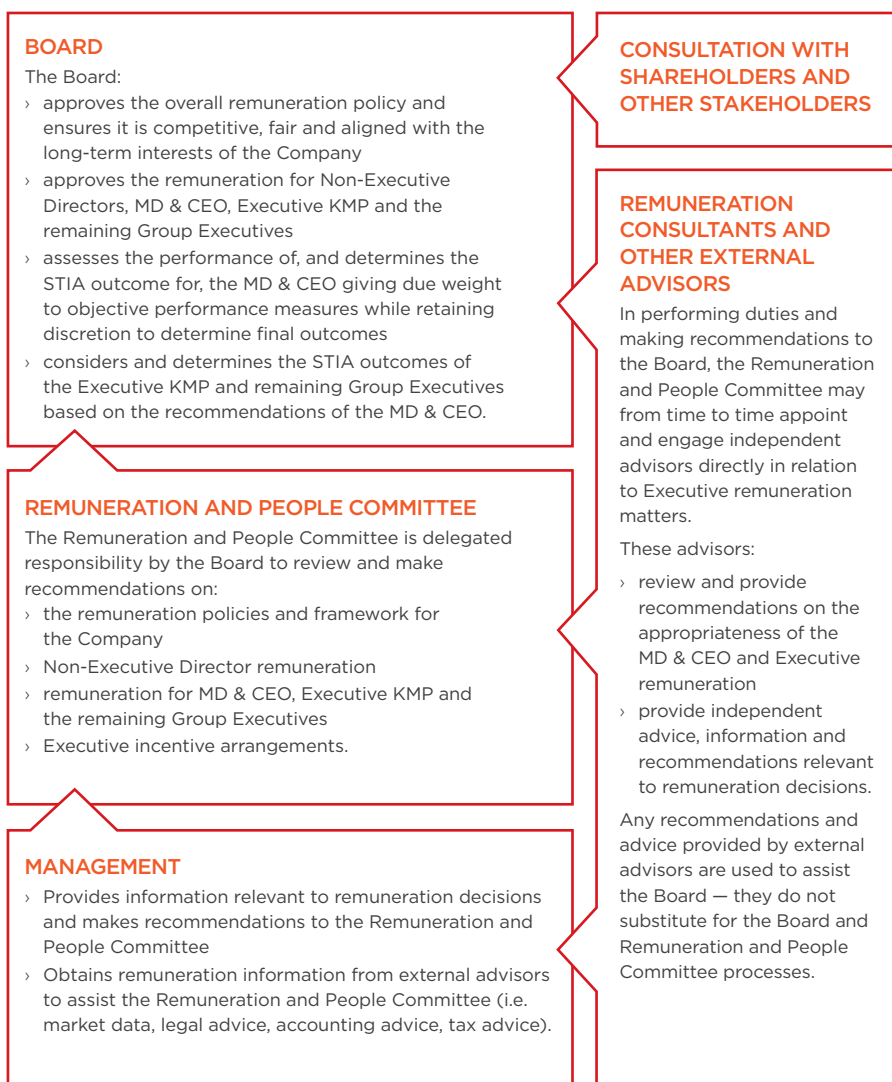 BOARD
The Board:
› approves the overall remuneration policy and
ensures it is competitive, fair and aligned with the
long-term interests of the Company
› approves the remuneration for Non-Executive
Directors, MD & CEO, Executive KMP and the
remaining Group Executives
› assesses the performance of, and determines the
STIA outcome for, the MD & CEO giving due weight
to objective performance measures while retaining
discretion to determine final outcomes
› considers and determines the STIA outcomes of
the Executive KMP and remaining Group Executives
based on the recommendations of the MD & CEO.
REMUNERATION AND PEOPLE COMMITTEE
The Remuneration and People Committee is delegated
responsibility by the Board to review and make
recommendations on:
› the remuneration policies and framework for
the Company
› Non-Executive Director remuneration
› remuneration for MD & CEO, Executive KMP and
the remaining Group Executives
› Executive incentive arrangements.
MANAGEMENT
› Provides information relevant to remuneration decisions
and makes recommendations to the Remuneration and
People Committee
› Obtains remuneration information from external advisors
to assist the Remuneration and People Committee (i.e.
market data, legal advice, accounting advice, tax advice).
CONSULTATION WITH
SHAREHOLDERS AND
OTHER STAKEHOLDERS
REMUNERATION
CONSULTANTS AND
OTHER EXTERNAL
ADVISORS
In performing duties and
making recommendations to
the Board, the Remuneration
and People Committee may
from time to time appoint
and engage independent
advisors directly in relation
to Executive remuneration
matters.
These advisors:
› review and provide
recommendations on the
appropriateness of the
MD & CEO and Executive
remuneration
› provide independent
advice, information and
recommendations relevant
to remuneration decisions.
Any recommendations and
advice provided by external
advisors are used to assist
the Board — they do not
substitute for the Board and
Remuneration and People
Committee processes.